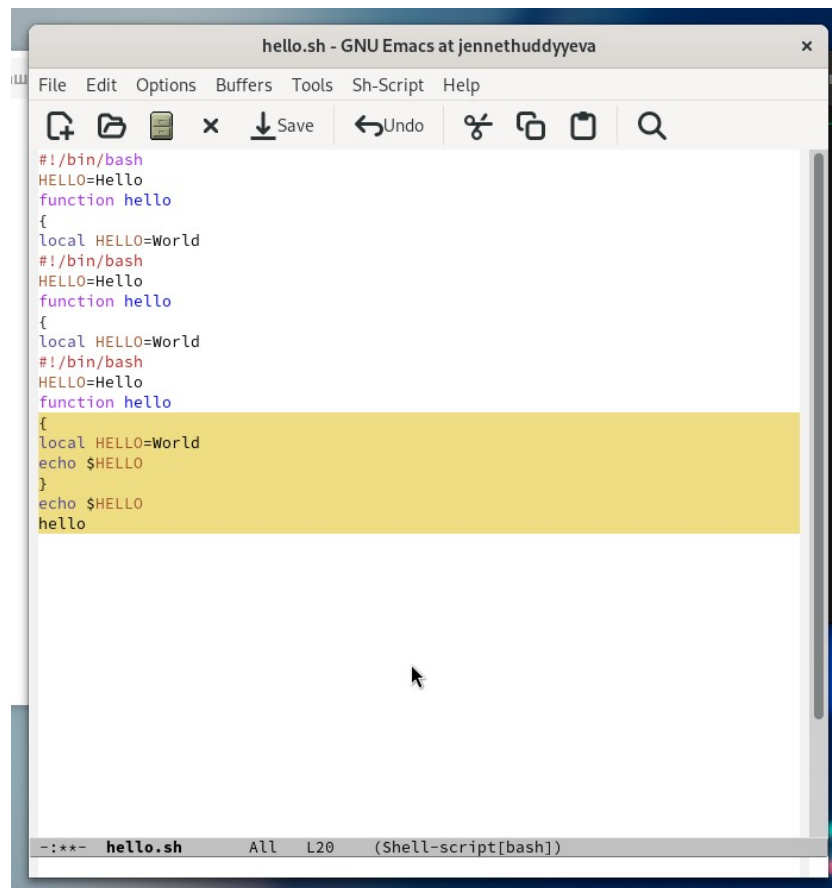 hello.sh - GNU Emacs at jennethuddyyeva
File Edit Options Buffers Tools Sh-Script Help
Save Undo
#!/bin/bash
HELLO=Hello
function hello
{
local HELLO=World
#!/bin/bash
HELLO=Hello
function hello
{
local HELLO=World
#!/bin/bash
HELLO=Hello
function hello
{
local HELLO=World
echo $HELLO
}
echo $HELLO
hello
-:**- hello.sh All L20 (Shell-script[bash])